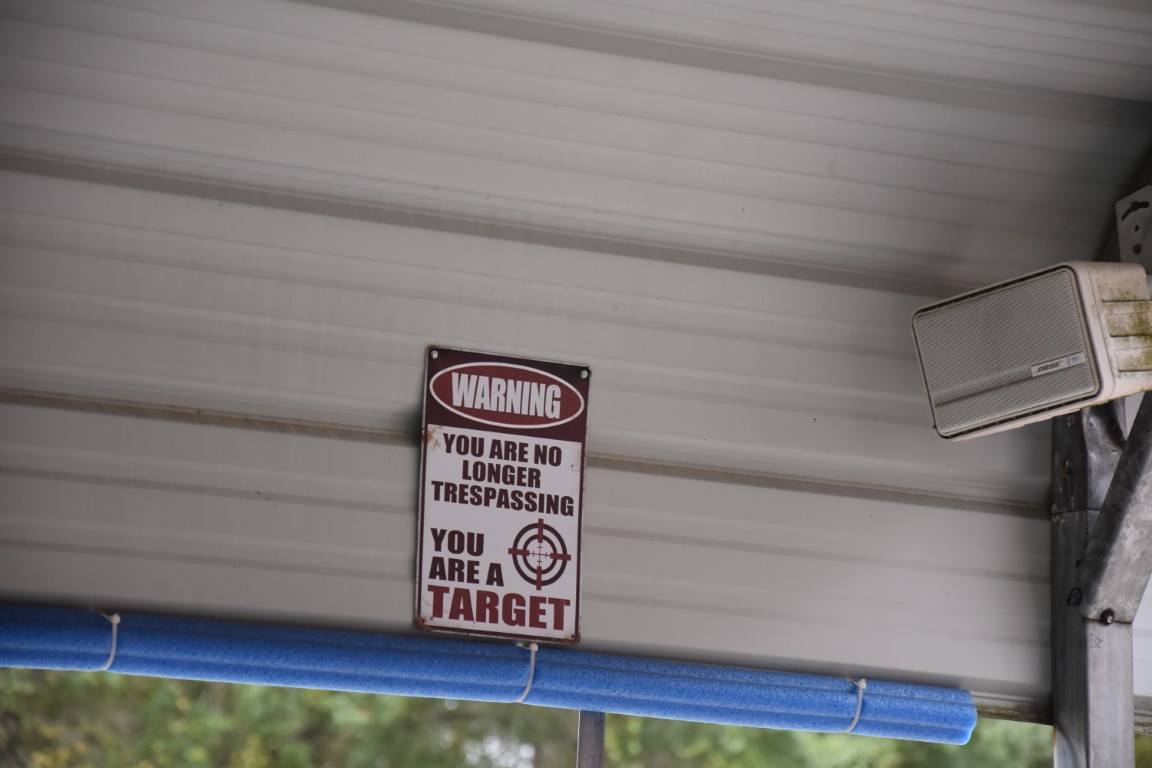 WARNING
YOU ARE NO
LONGER
TRESPASSING
YOU
ARE A
TARGET
BOSE